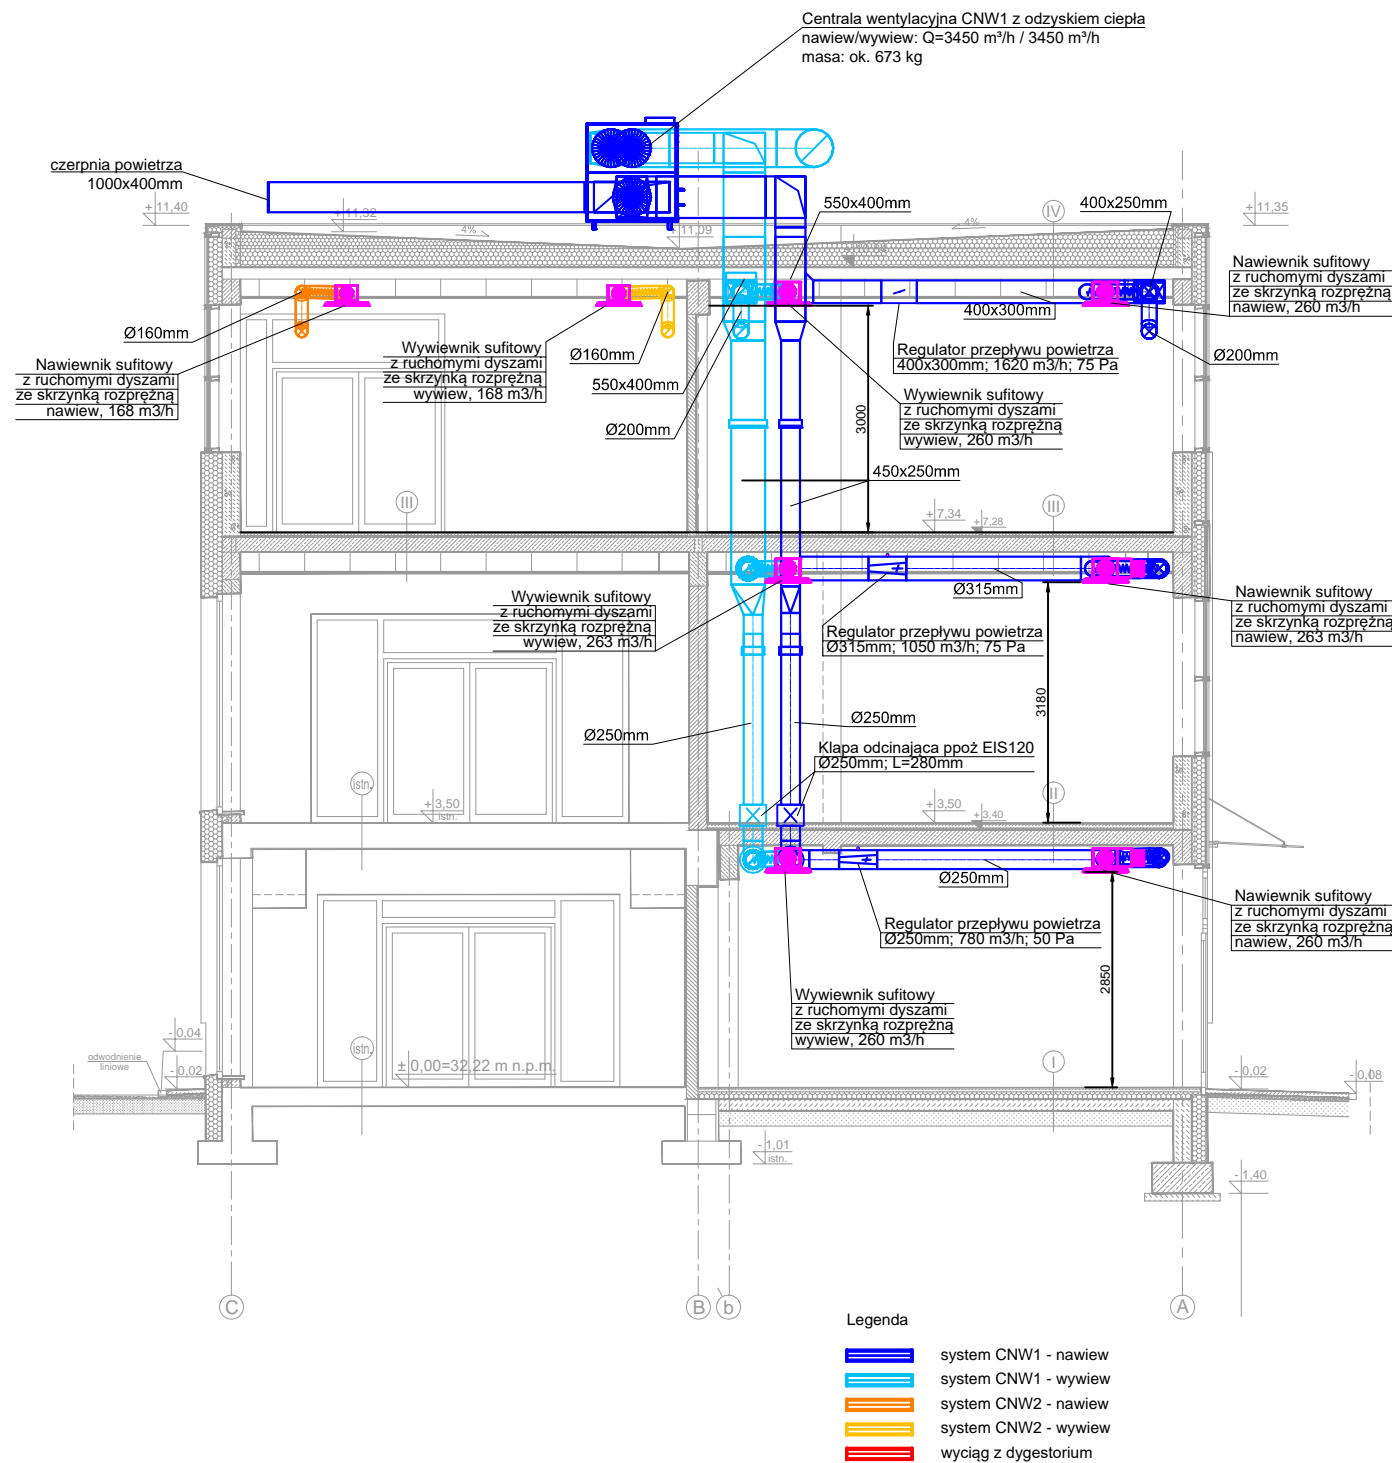 Centrala wentylacyjna CNW1 z odzyskiem ciepła
nawiew/wywiew: Q=3450 m³/h / 3450 m³/h
masa: ok. 673 kg
czerpnia powietrza
1000x400mm
+ 11,40
+ 11,32
4%
+ 11,09
550x400mm
IV
4%
400x250mm
+ 11,35
Nawiewnik sufitowy
z ruchomymi dyszami
ze skrzynką rozprężną
nawiew, 260 m3/h
Ø160mm
Nawiewnik sufitowy
z ruchomymi dyszami
ze skrzynką rozprężną
nawiew, 168 m3/h
Wywiewnik sufitowy
z ruchomymi dyszami
ze skrzynką rozprężną
wywiew, 168 m3/h
Ø160mm
550x400mm
Ø200mm
400x300mm
Regulator przepływu powietrza
400x300mm; 1620 m3/h; 75 Pa
Ø200mm
Wywiewnik sufitowy
z ruchomymi dyszami
ze skrzynką rozprężną
wywiew, 260 m3/h
3000
450x250mm
III
III
+ 7,34
+ 7,28
Wywiewnik sufitowy
z ruchomymi dyszami
ze skrzynką rozprężną
wywiew, 263 m3/h
Ø315mm
Regulator przepływu powietrza
Ø315mm; 1050 m3/h; 75 Pa
Nawiewnik sufitowy
z ruchomymi dyszami
ze skrzynką rozprężną
nawiew, 263 m3/h
3180
Ø250mm
Ø250mm
Klapa odcinająca ppoż EIS120
Ø250mm; L=280mm
istn.
II
+ 3,50
istn.
+ 3,50
+ 3,40
Ø250mm
Regulator przepływu powietrza
Ø250mm; 780 m3/h; 50 Pa
Nawiewnik sufitowy
z ruchomymi dyszami
ze skrzynką rozprężną
nawiew, 260 m3/h
2850
Wywiewnik sufitowy
z ruchomymi dyszami
ze skrzynką rozprężną
wywiew, 260 m3/h
- 0,04
odwodnienie
liniowe
- 0,02
istn.
± 0,00=32,22 m n.p.m.
I
- 0,02
- 0,08
- 1,01
istn.
- 1,40
C
B
b
A
Legenda
system CNW1 - nawiew
system CNW1 - wywiew
system CNW2 - nawiew
system CNW2 - wywiew
wyciąg z dygestorium